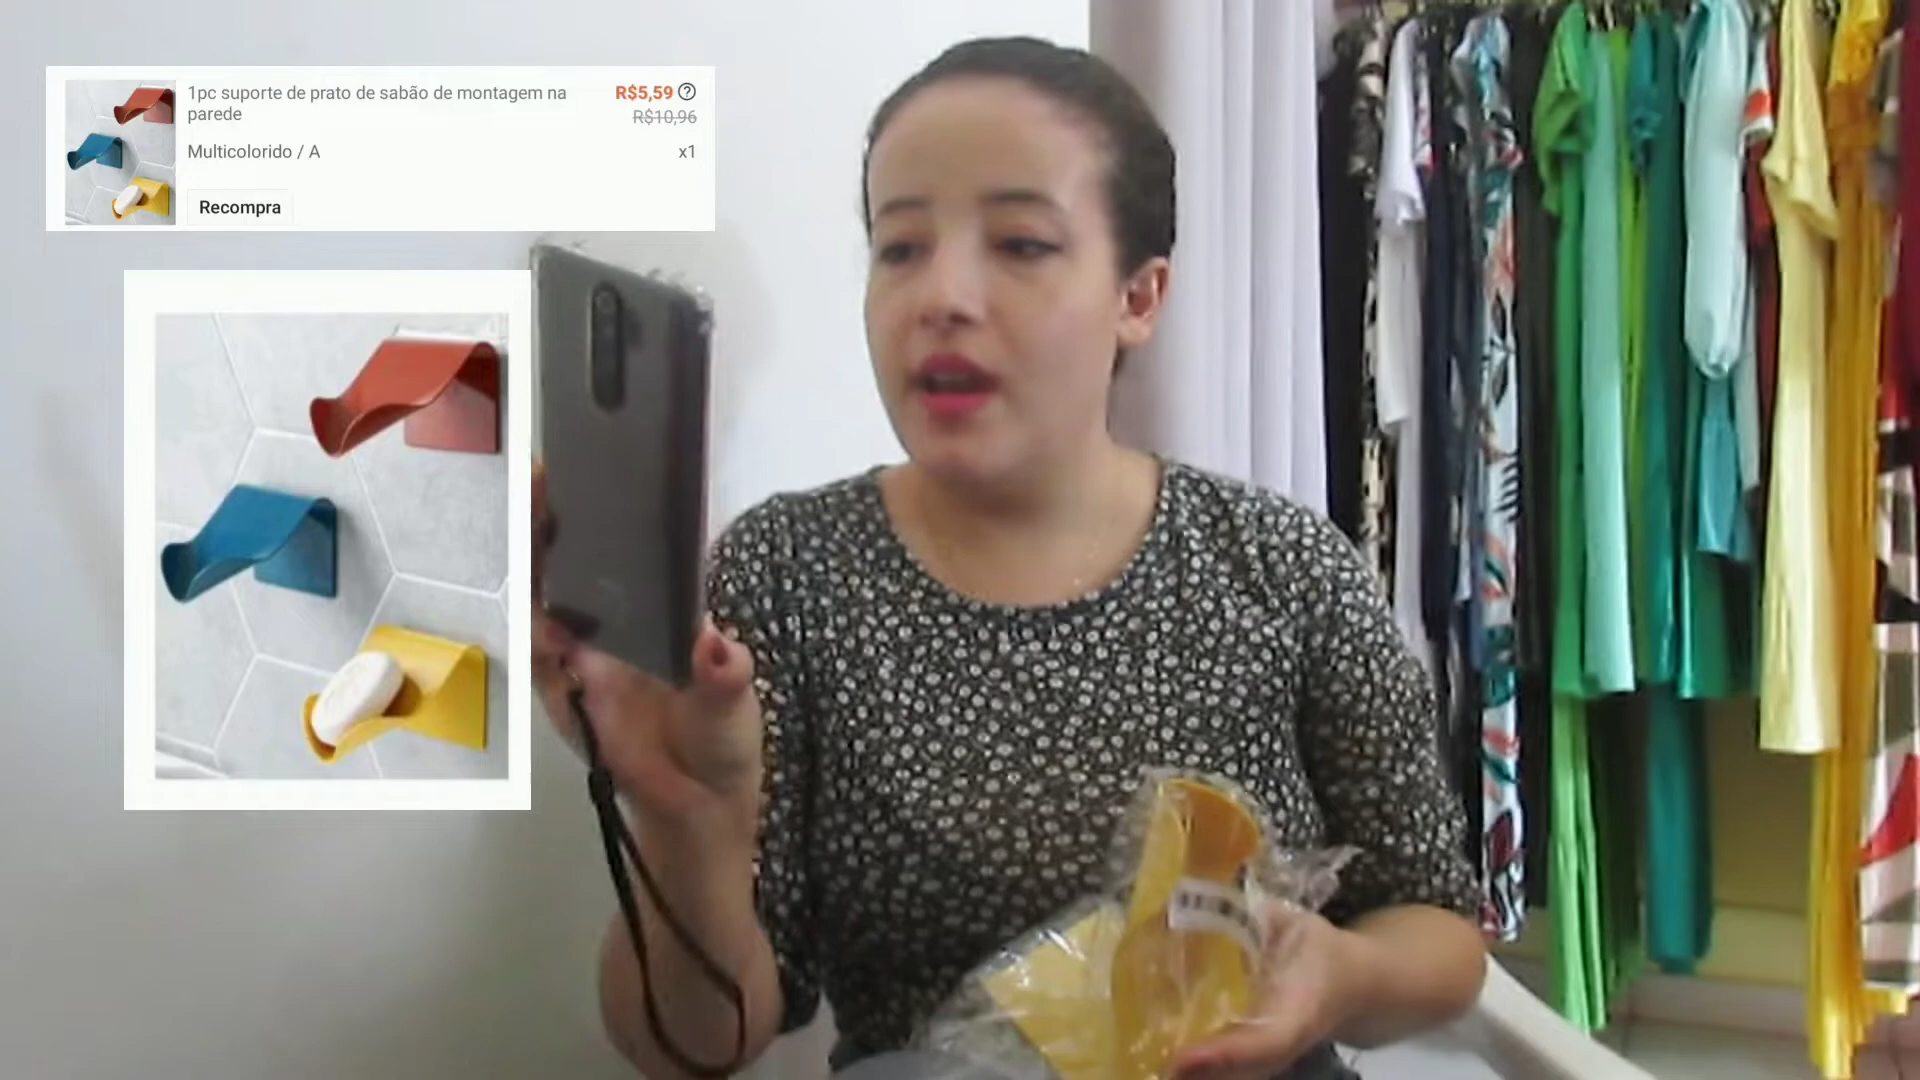 1pc suporte de prato de sabão de montagem na
parede
R$5,59
R$10,96
Multicolorido / A
x1
Recompra